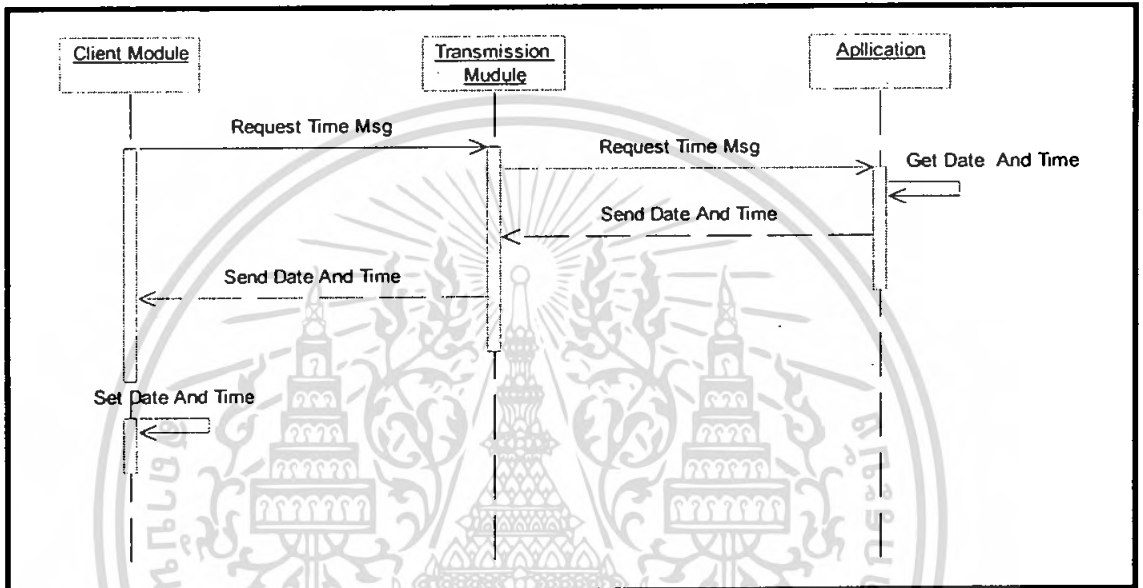 Client Module
Transmission
Mudule
Apllication
Request Time Msg
Request Time Msg
Get Date And Time
Send Date And Time
Send Date And Time
Set Date And Time